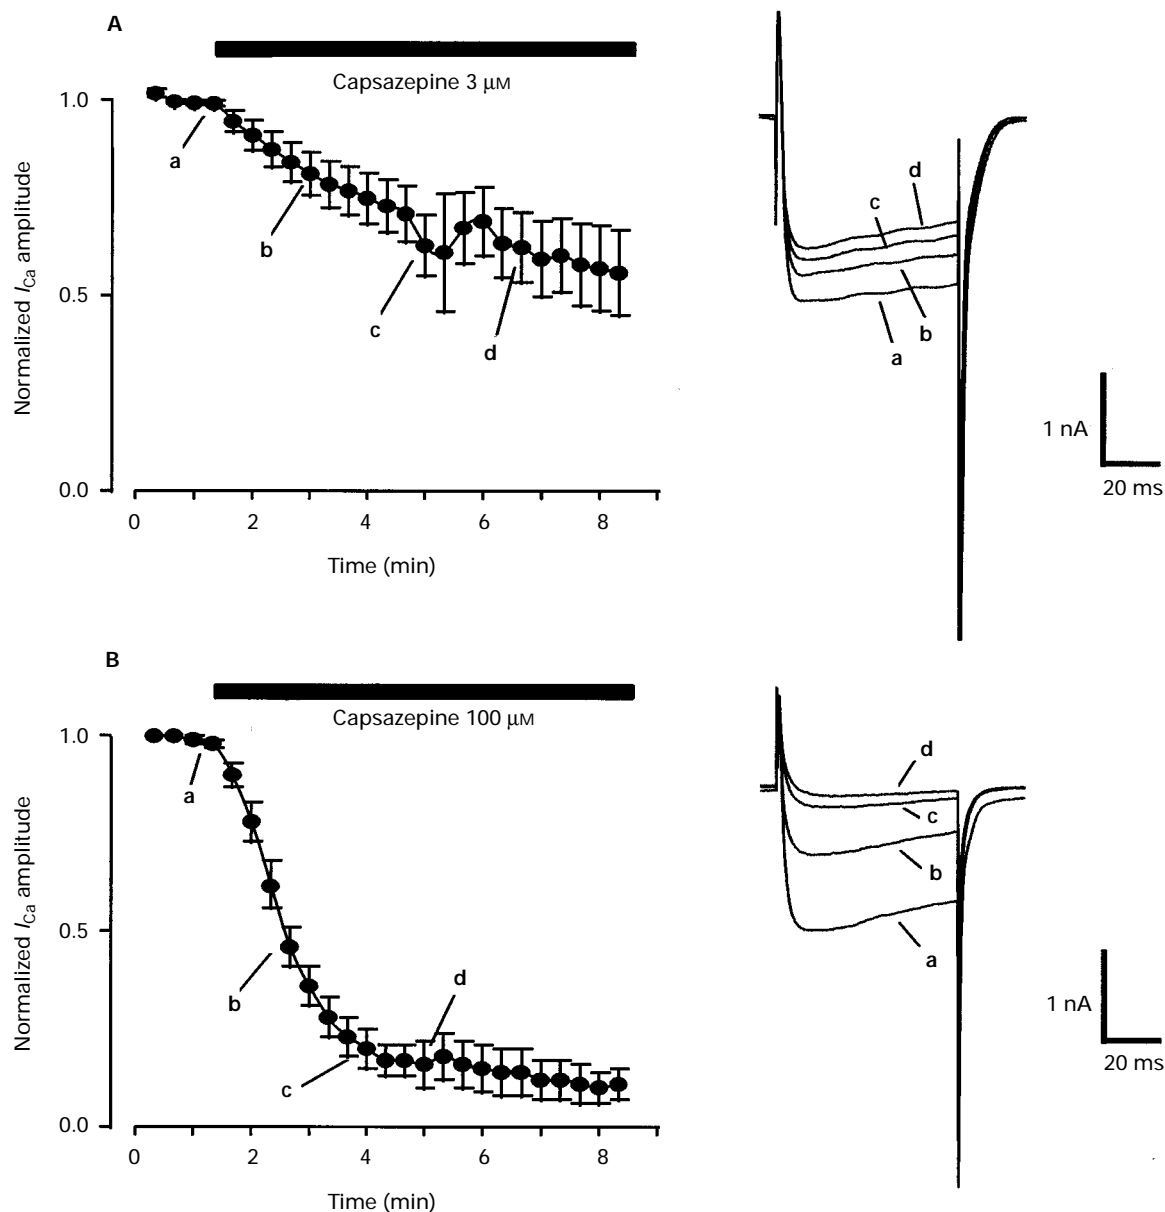 A
Capsazepine 3 μM
Normalized I_Ca amplitude
1.0
0.5
0.0
a
b
c
d
0 2 4 6 8
Time (min)
d
c
b
a
1 nA
20 ms
B
Capsazepine 100 μM
Normalized I_Ca amplitude
1.0
0.5
0.0
a
b
c
d
0 2 4 6 8
Time (min)
d
c
b
a
1 nA
20 ms